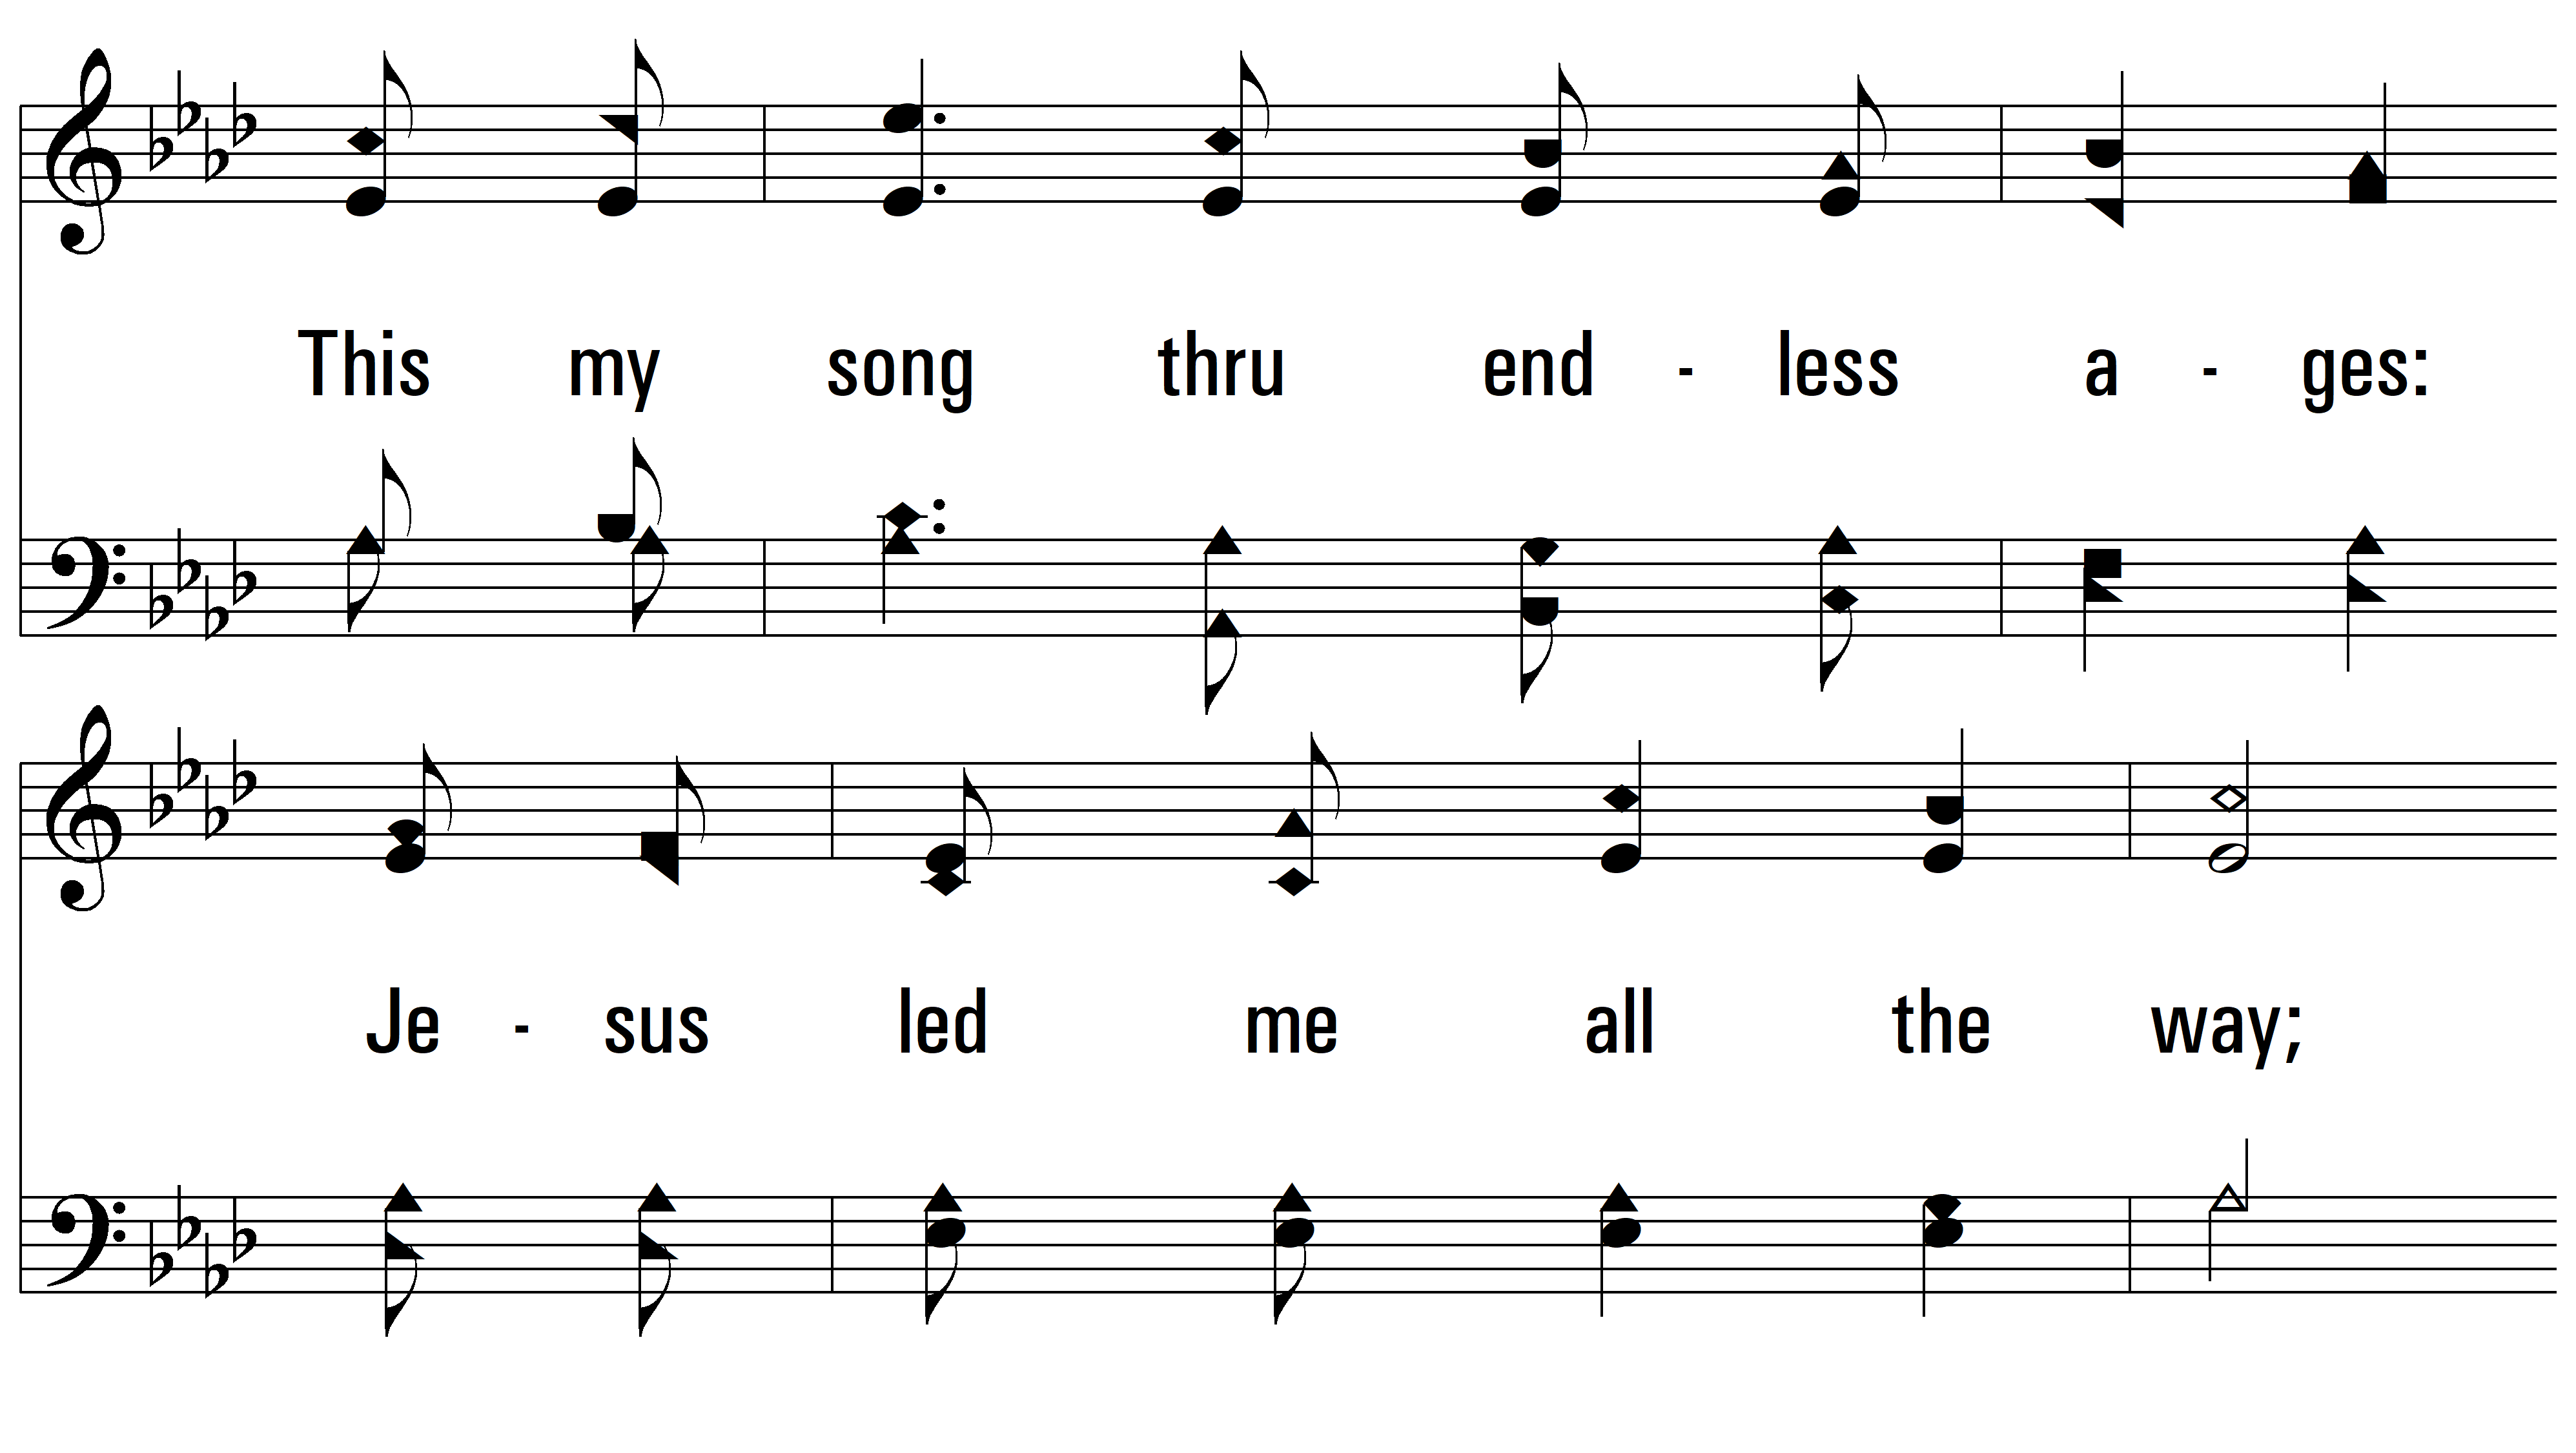 This my song thru end - less a - ges:
Je - sus led me all the way;